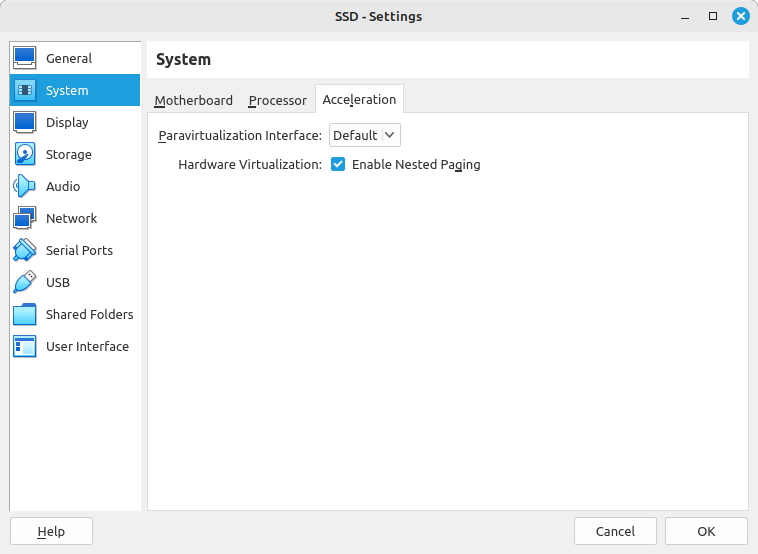 SSD - Settings
General
System
Display
Storage
Audio
Network
Serial Ports
USB
Shared Folders
User Interface
System
Motherboard Processor Acceleration
Paravirtualization Interface: Default
Hardware Virtualization: Enable Nested Paging
Help Cancel OK